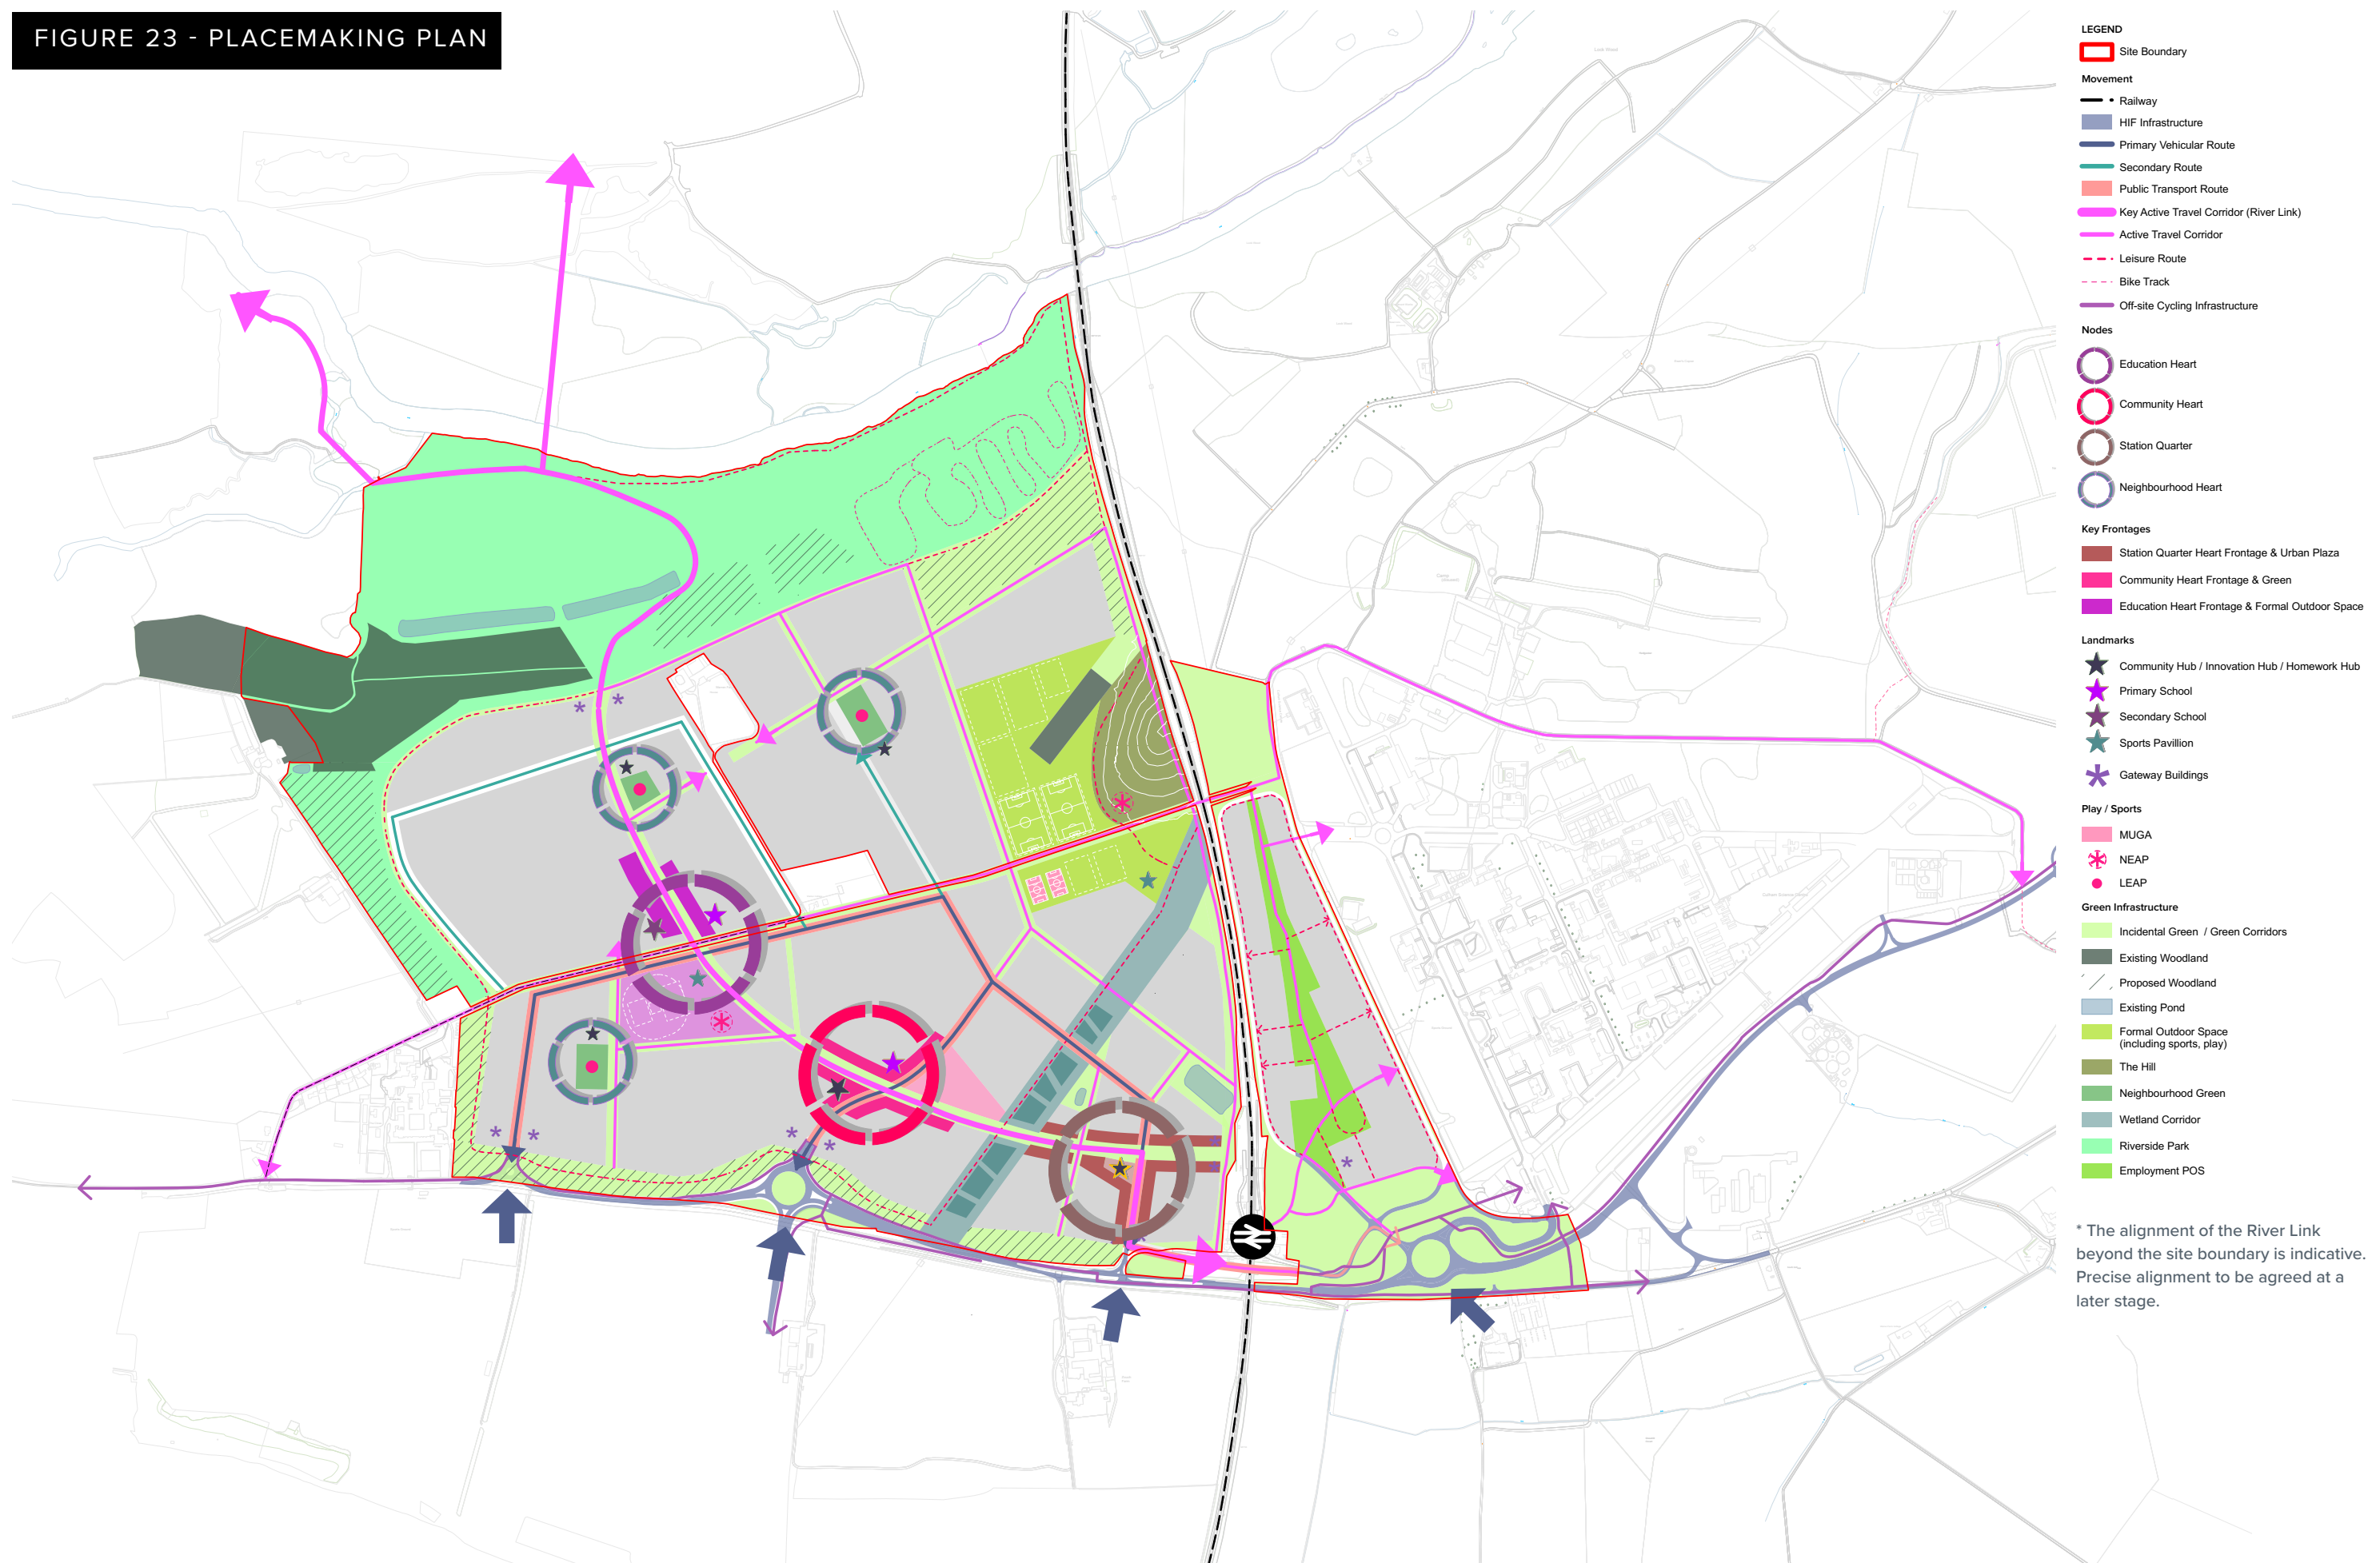 FIGURE 23 - PLACEMAKING PLAN
LEGEND
Site Boundary
Movement
Railway
HIF Infrastructure
Primary Vehicular Route
Secondary Route
Public Transport Route
Key Active Travel Corridor (River Link)
Active Travel Corridor
Leisure Route
Bike Track
Off-site Cycling Infrastructure
Nodes
Education Heart
Community Heart
Station Quarter
Neighbourhood Heart
Key Frontages
Station Quarter Heart Frontage & Urban Plaza
Community Heart Frontage & Green
Education Heart Frontage & Formal Outdoor Space
Landmarks
Community Hub / Innovation Hub / Homework Hub
Primary School
Secondary School
Sports Pavillion
Gateway Buildings
Play / Sports
MUGA
NEAP
LEAP
Green Infrastructure
Incidental Green / Green Corridors
Existing Woodland
Proposed Woodland
Existing Pond
Formal Outdoor Space
(including sports, play)
The Hill
Neighbourhood Green
Wetland Corridor
Riverside Park
Employment POS
* The alignment of the River Link
beyond the site boundary is indicative.
Precise alignment to be agreed at a
later stage.